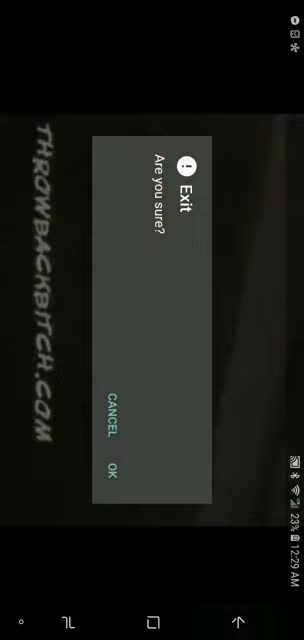 23% 12:29 AM
Exit
Are you sure?
CANCEL OK
THROWBACKBITCH.COM